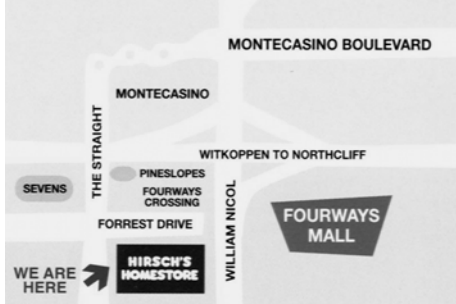 MONTECASINO BOULEVARD
MONTECASINO
THE STRAIGHT
WITKOPPEN TO NORTHCLIFF
PINESLOPES
SEVENS
FOURWAYS
CROSSING
WILLIAM NICOL
FOURWAYS
MALL
FORREST DRIVE
HIRSCH'S
HOMESTORE
WE ARE
HERE